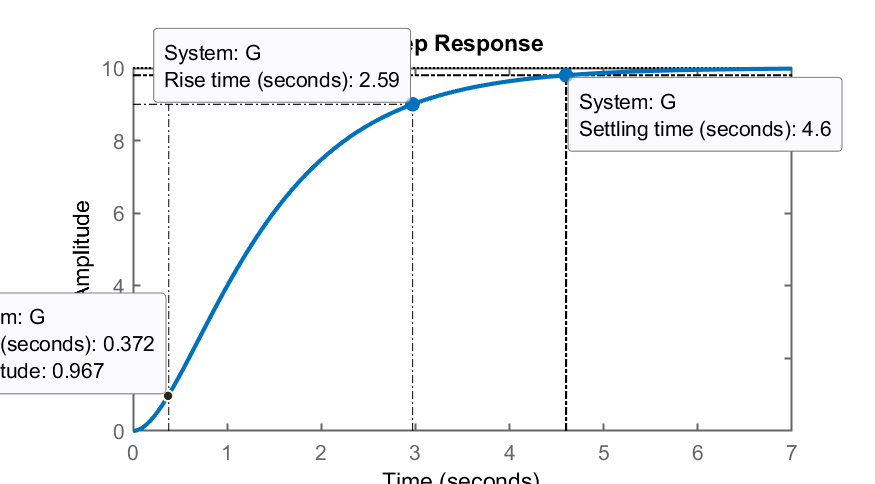 ep Response
System: G
Rise time (seconds): 2.59
System: G
Settling time (seconds): 4.6
m: G
(seconds): 0.372
tude: 0.967
Amplitude
10
8
6
4
0
0 1 2 3 4 5 6 7
Time (seconds)